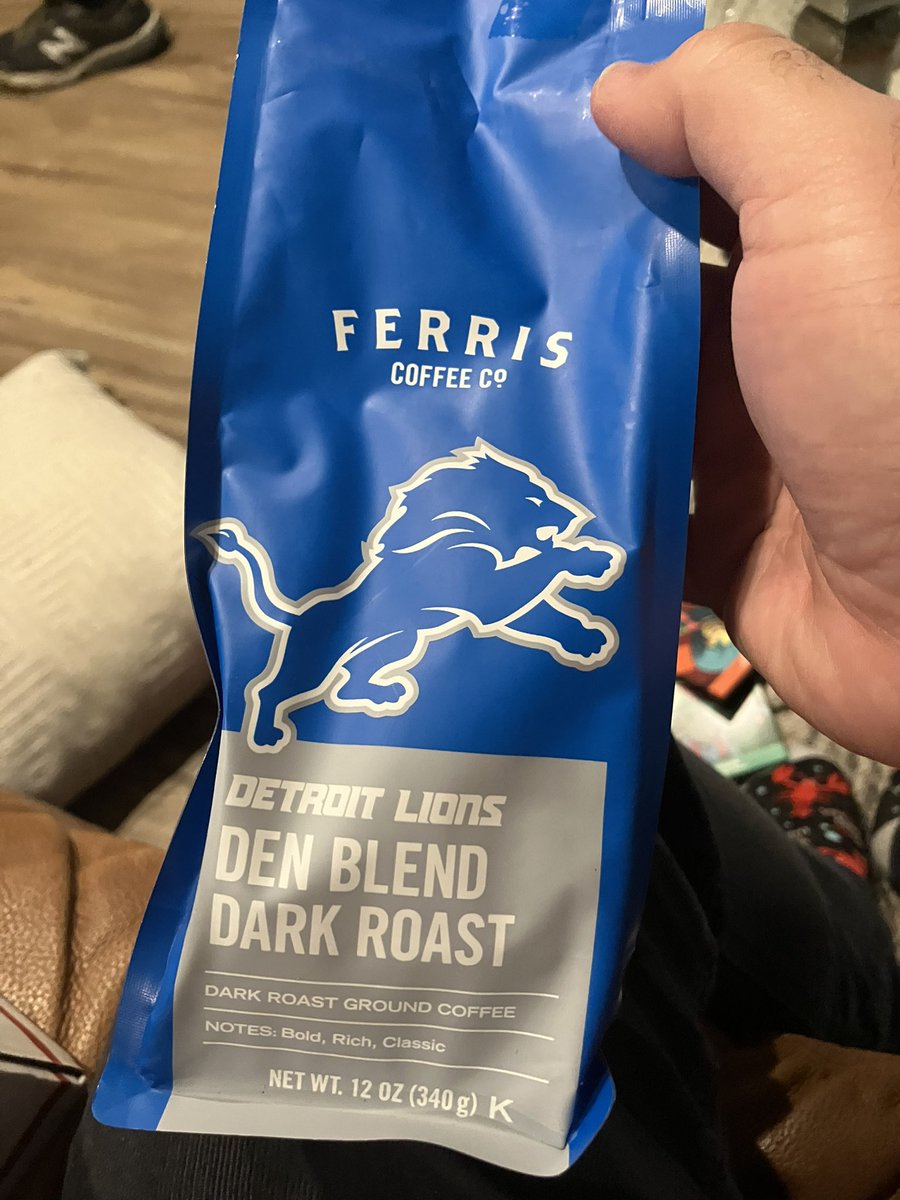 FERRIS
COFFEE Cº
DETROIT LIONS
DEN BLEND
DARK ROAST
DARK ROAST GROUND COFFEE
NOTES: Bold, Rich, Classic
NET WT. 12 OZ (340g) K
N